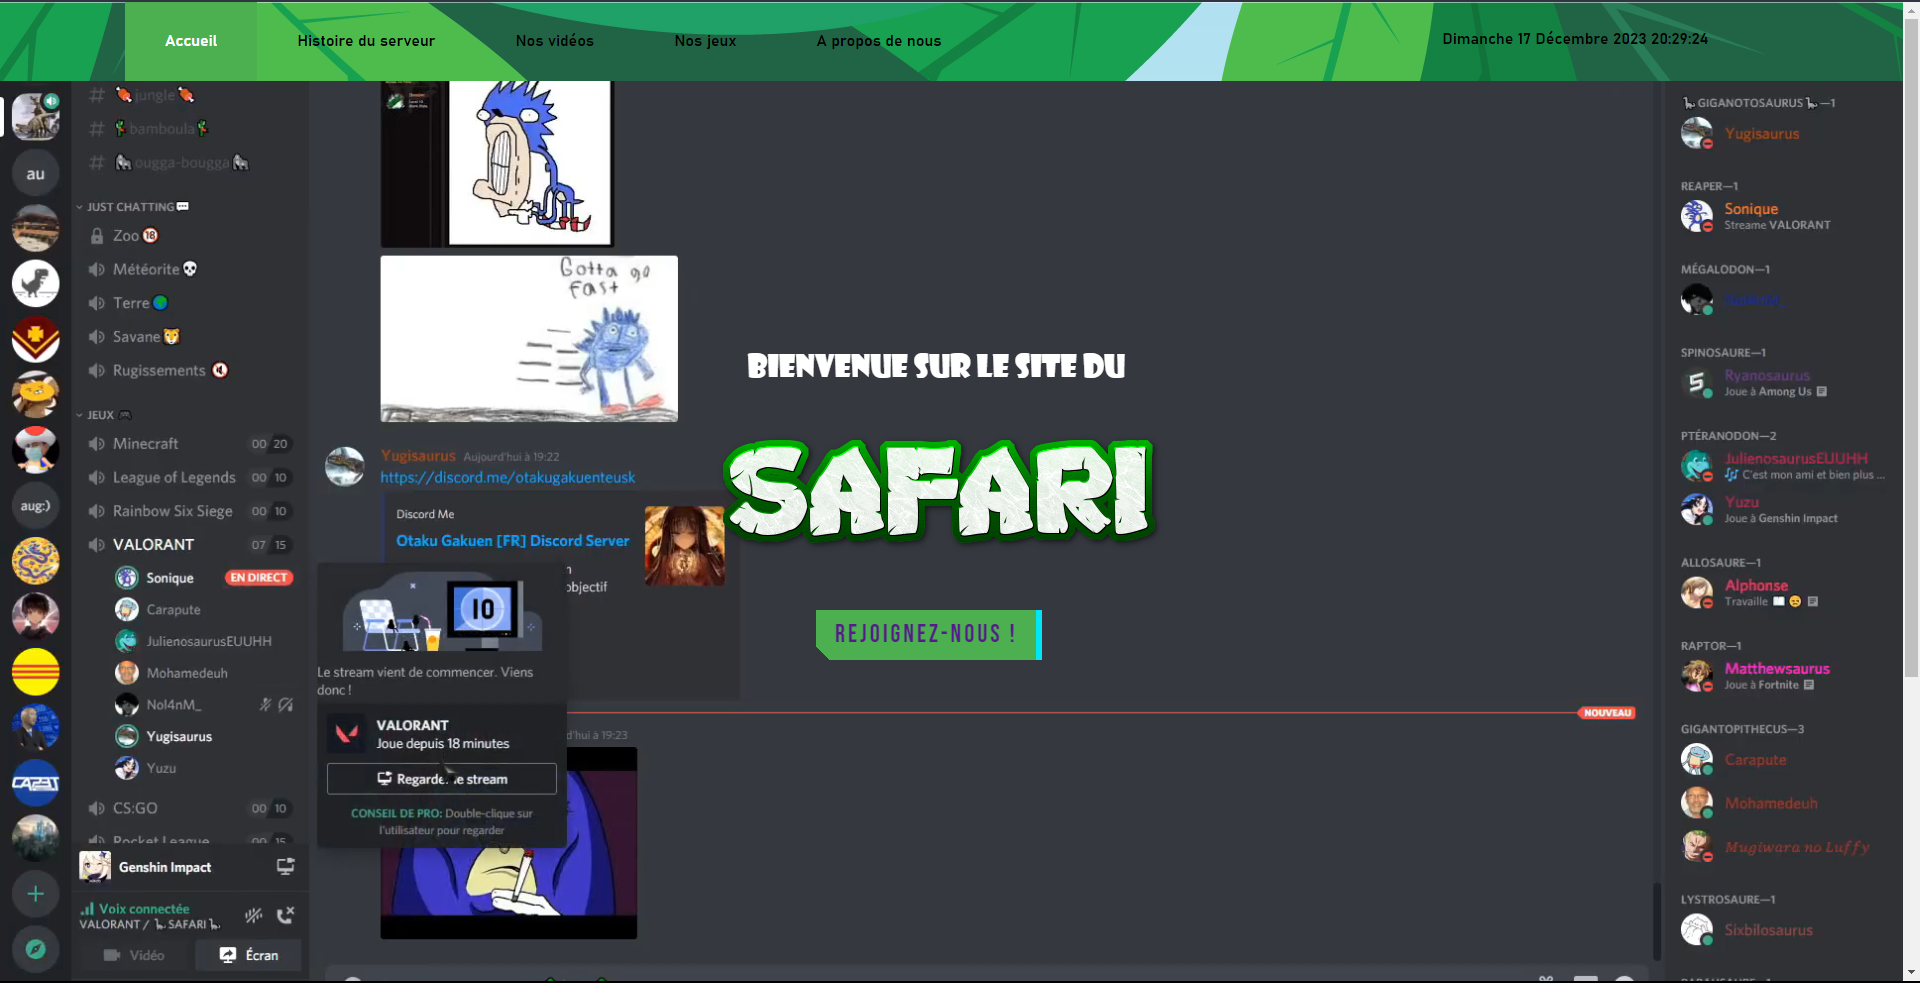 Accueil
Histoire du serveur
Nos vidéos
Nos jeux
A propos de nous
Dimanche 17 Décembre 2023 20:29:24
jungle
bamboula
ougga-bougga
JUST CHATTING
Zoo
Météorite
Terre
Savane
Rugissements
JEUX
Minecraft 00 20
League of Legends 00 10
Rainbow Six Siege 00 10
VALORANT 07 15
Sonique EN DIRECT
Carapute
JulienosaurusEUUHH
Mohamedeuh
Nol4nM_
Yugisaurus
Yuzu
CS:GO 00 10
Rocket League 00 15
Genshin Impact
Voix connectée
VALORANT / SAFARI
Vidéo
Écran
au
aug:)
Gotta go
fast
Yugisaurus Aujourd'hui à 19:22
https://discord.me/otakugakuenteusk
Discord Me
Otaku Gakuen [FR] Discord Server
objectif
Le stream vient de commencer. Viens
donc !
VALORANT
Joue depuis 18 minutes
Regarder le stream
CONSEIL DE PRO: Double-clique sur
l'utilisateur pour regarder
NOUVEAU
d'hui à 19:23
BIENVENUE SUR LE SITE DU
SAFARI
REJOIGNEZ-NOUS !
GIGANOTOSAURUS —1
Yugisaurus
REAPER—1
Sonique
Streame VALORANT
MÉGALODON—1
SPINOSAURE—1
Ryanosaurus
Joue à Among Us
PTÉRANODON—2
JulienosaurusEUUHH
C'est mon ami et bien plus ...
Yuzu
Joue à Genshin Impact
ALLOSAURE—1
Alphonse
Travaille
RAPTOR—1
Matthewsaurus
Joue à Fortnite
GIGANTOPITHECUS—3
Carapute
Mohamedeuh
Mugiwara no Luffy
LYSTROSAURE—1
Sixbilosaurus